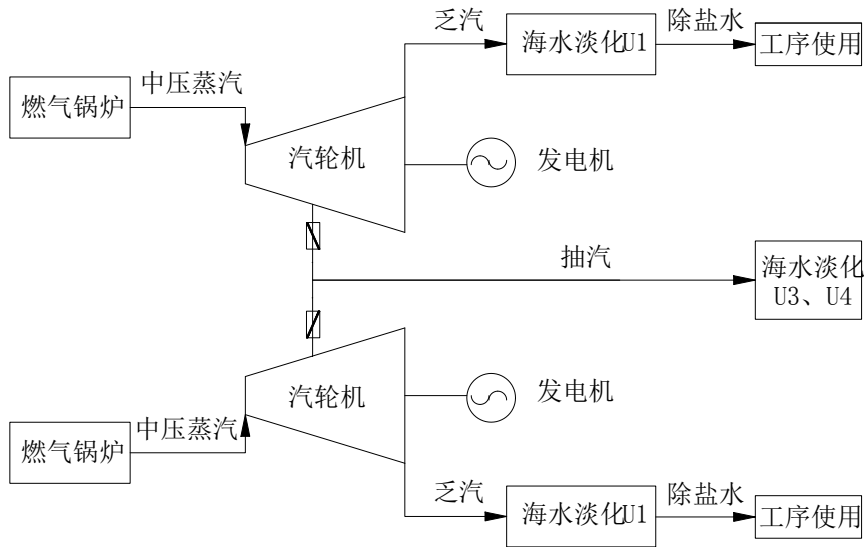 乏汽
海水淡化U1
除盐水
工序使用
中压蒸汽
燃气锅炉
汽轮机
发电机
抽汽
海水淡化
U3、U4
汽轮机
发电机
中压蒸汽
燃气锅炉
乏汽
海水淡化U1
除盐水
工序使用